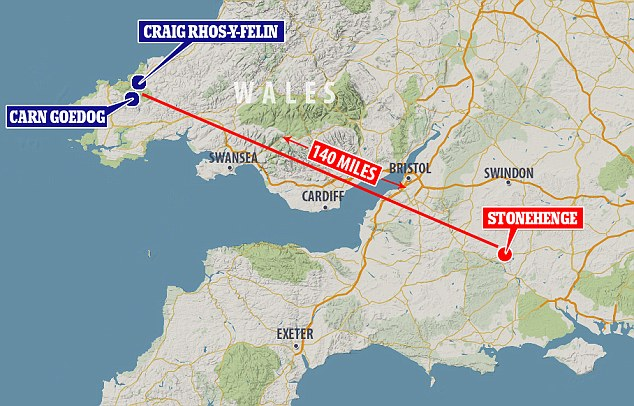 CRAIG RHOS-Y-FELIN
CARN GOEDOG
WALES
140 MILES
SWANSEA
BRISTOL
CARDIFF
SWINDON
STONEHENGE
EXETER